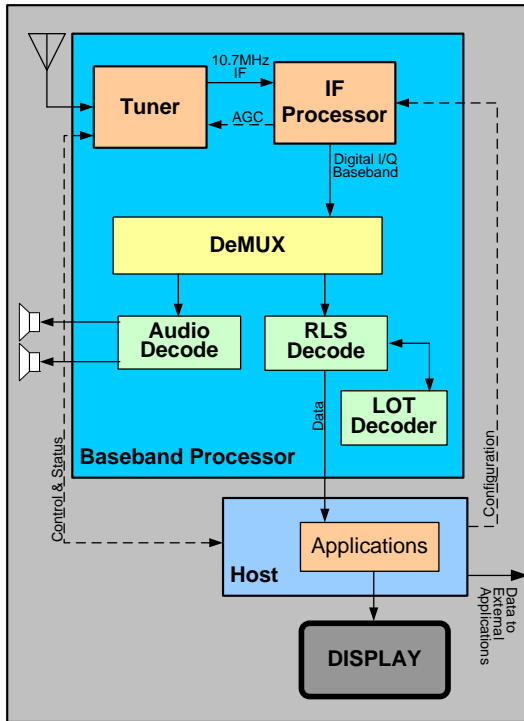 10.7MHz
IF
Tuner
IF
Processor
AGC
Digital I/Q
Baseband
DeMUX
Audio
Decode
RLS
Decode
LOT
Decoder
Data
Baseband Processor
Control & Status
Configuration
Applications
Host
Data to
External
Applications
DISPLAY